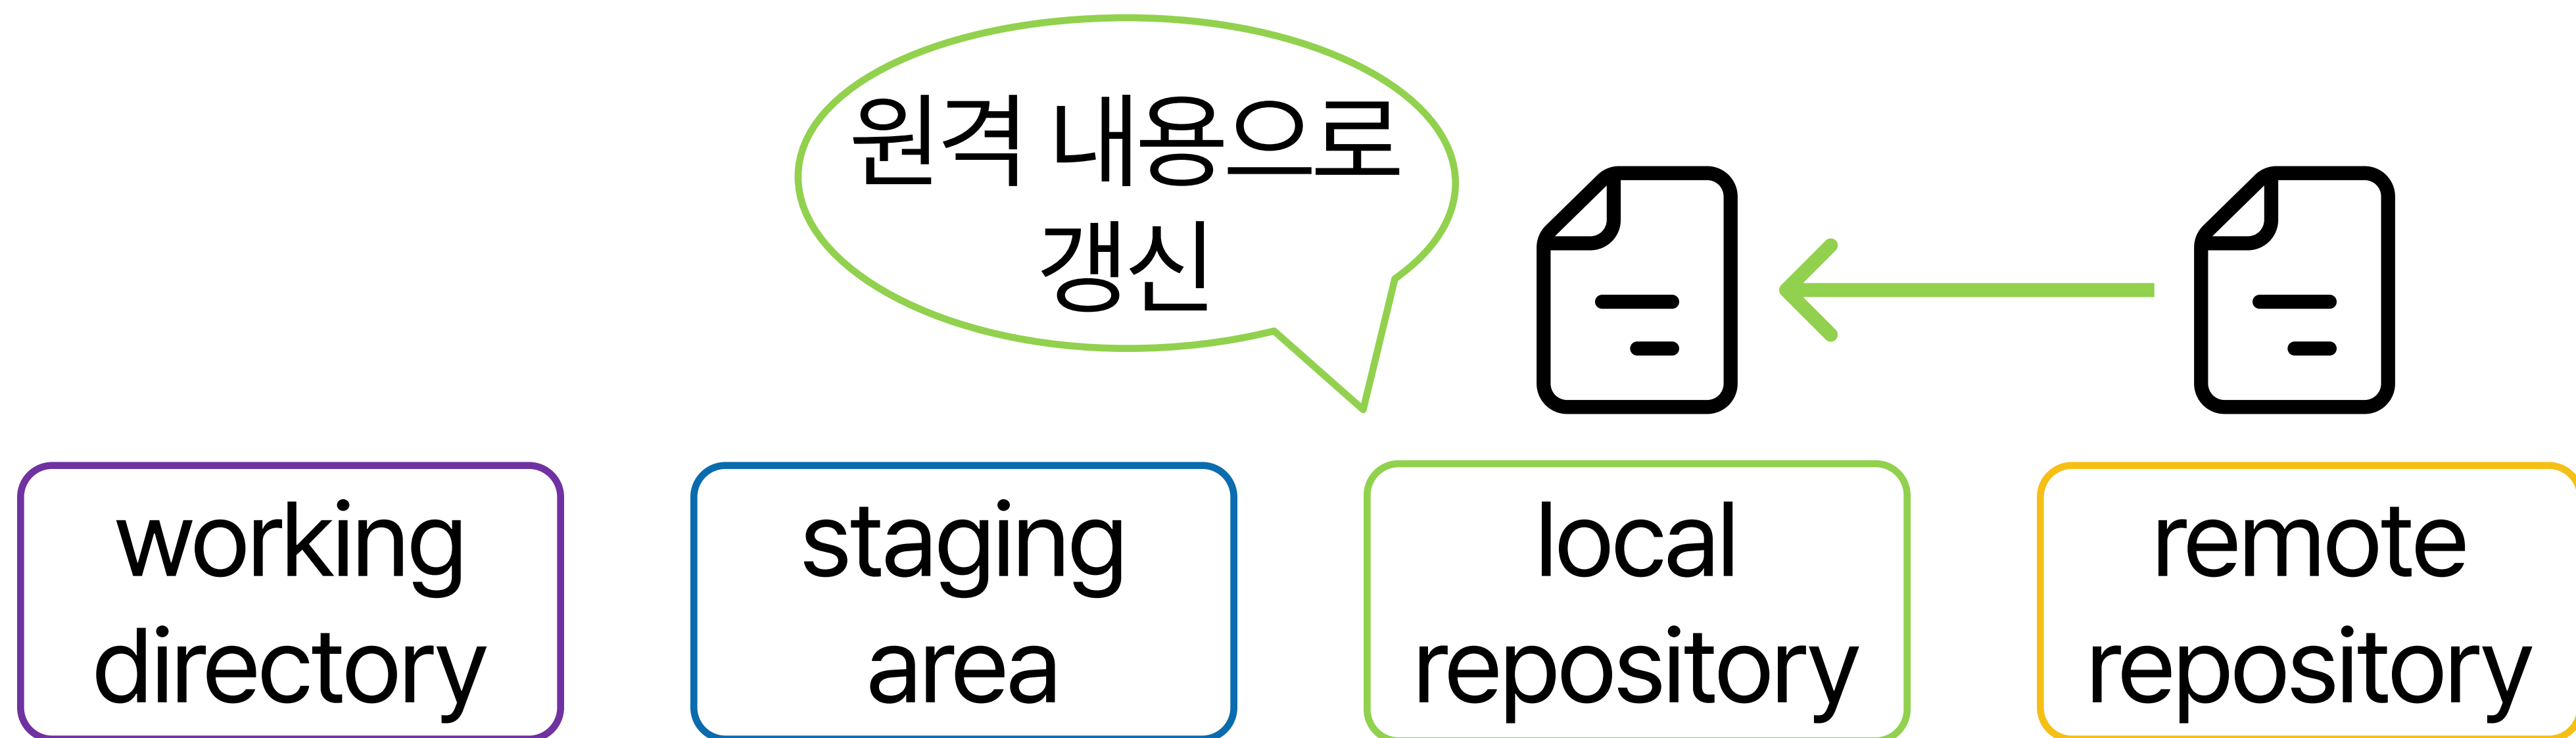 원격 내용으로
갱신
working
directory
staging
area
local
repository
remote
repository